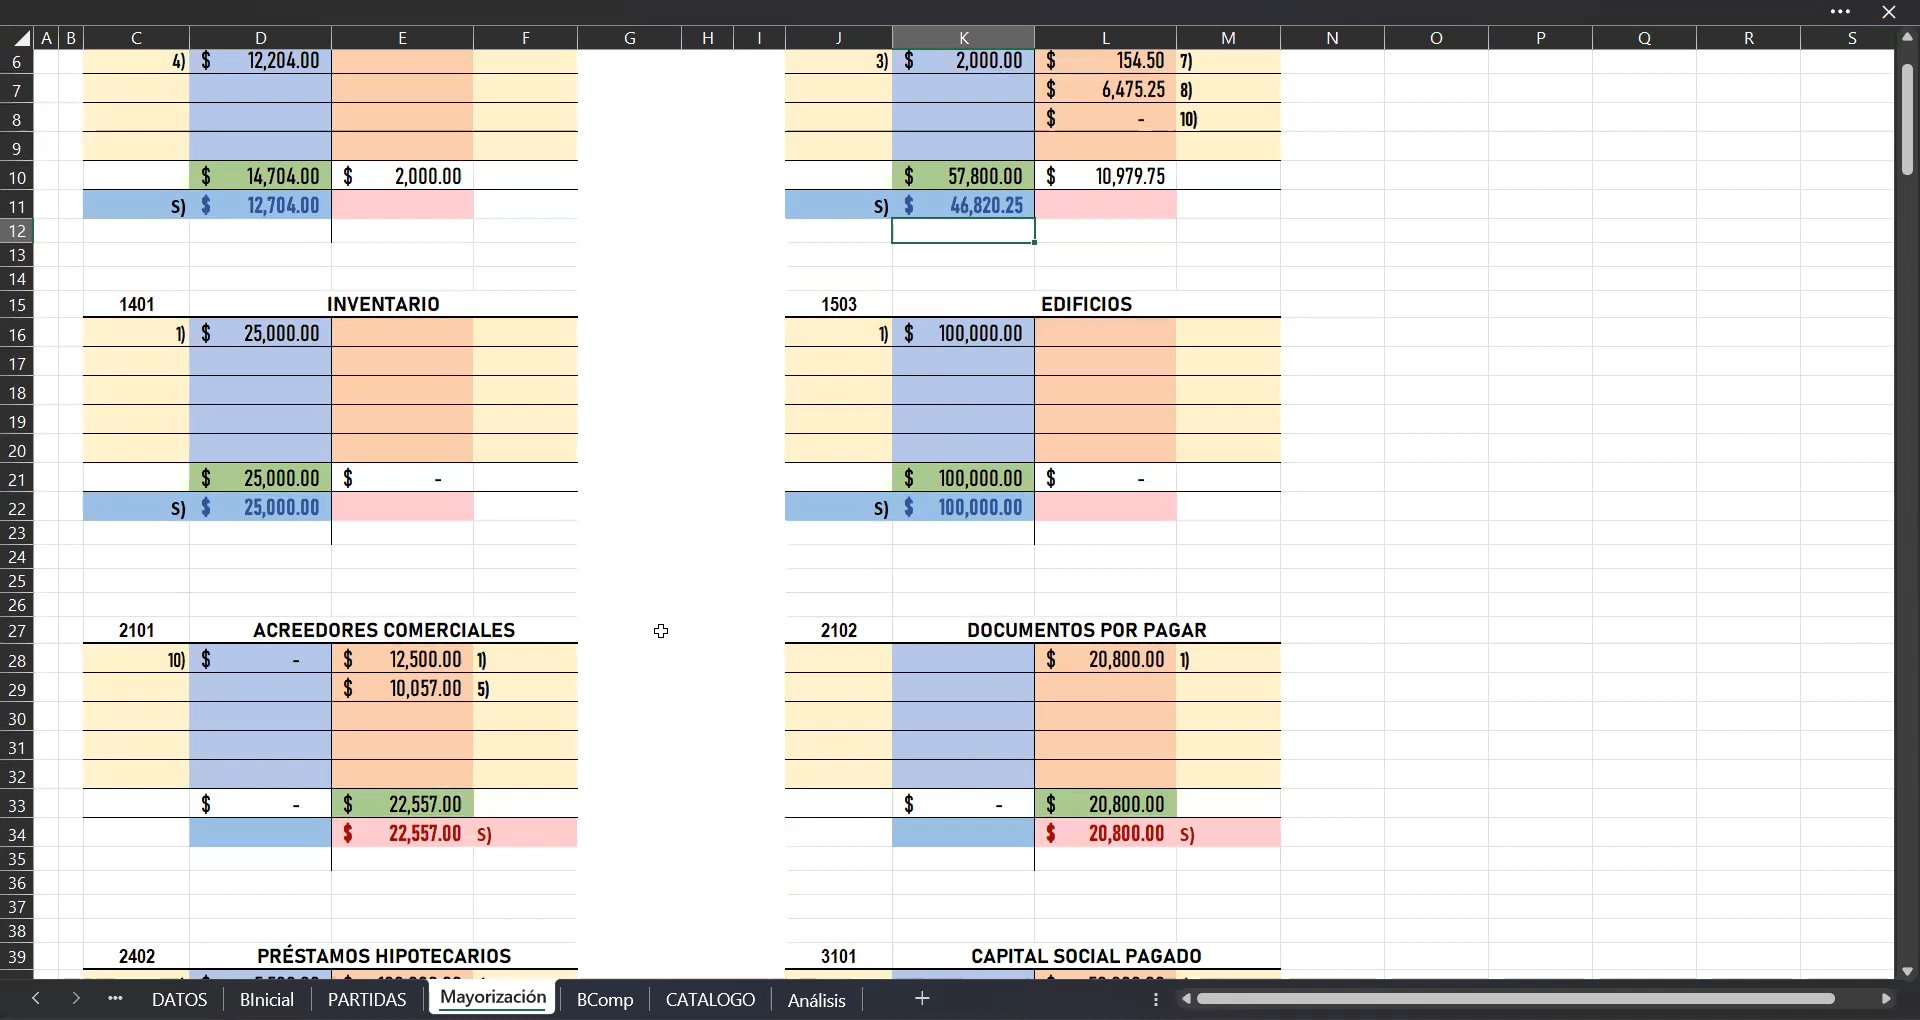 A B C D E F G H I J K L M N O P Q R S
6 4) $ 12,204.00 3) $ 2,000.00 $ 154.50 7)
7 $ 6,475.25 8)
8 $ - 10)
9
10 $ 14,704.00 $ 2,000.00 $ 57,800.00 $ 10,979.75
11 S) $ 12,704.00 S) $ 46,820.25
12
13
14
15 1401 INVENTARIO 1503 EDIFICIOS
16 1) $ 25,000.00 1) $ 100,000.00
17
18
19
20
21 $ 25,000.00 $ - $ 100,000.00 $ -
22 S) $ 25,000.00 S) $ 100,000.00
23
24
25
26
27 2101 ACREEDORES COMERCIALES 2102 DOCUMENTOS POR PAGAR
28 10) $ - $ 12,500.00 1) $ 20,800.00 1)
29 $ 10,057.00 5)
30
31
32
33 $ - $ 22,557.00 $ - $ 20,800.00
34 $ 22,557.00 S) $ 20,800.00 S)
35
36
37
38
39 2402 PRÉSTAMOS HIPOTECARIOS 3101 CAPITAL SOCIAL PAGADO
DATOS BInicial PARTIDAS Mayorización BComp CATALOGO Análisis